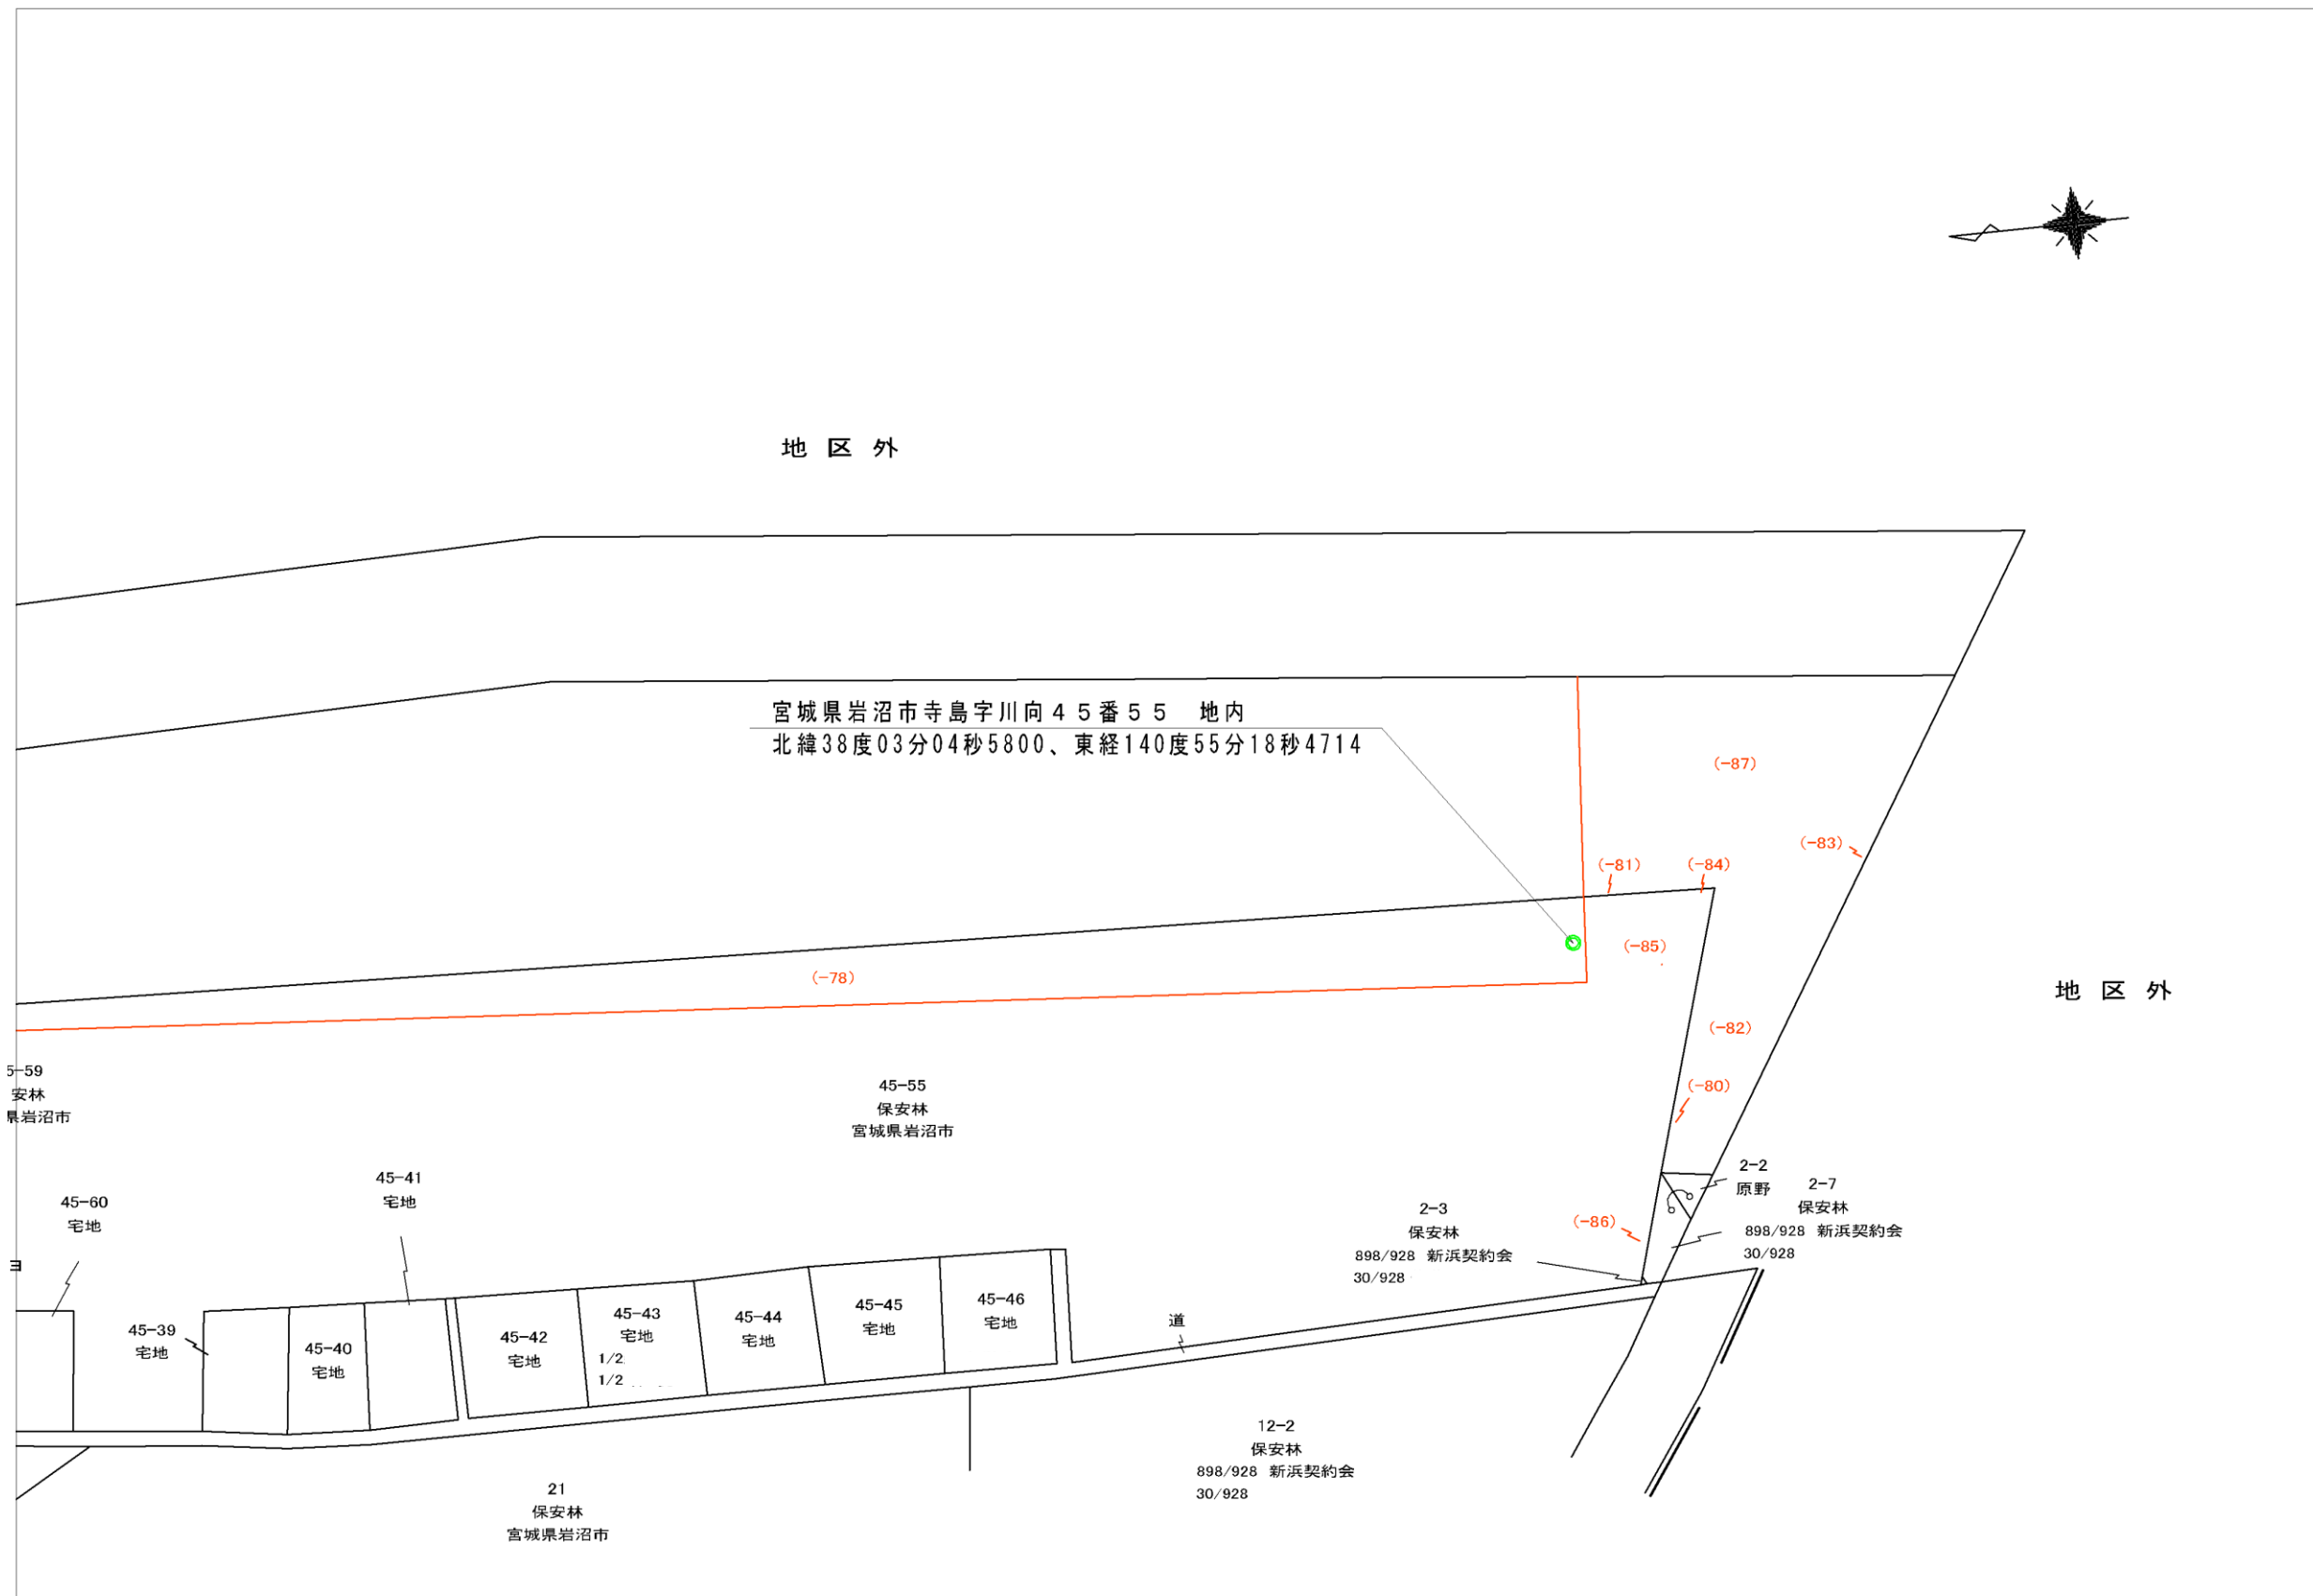 地区外
宮城県岩沼市寺島字川向４５番５５　地内
北緯38度03分04秒5800、東経140度55分18秒4714
(-87)
(-83)
(-81)
(-84)
(-85)
(-78)
地区外
(-82)
(-80)
5-59
安林
県岩沼市
45-55
保安林
宮城県岩沼市
45-41
宅地
45-60
宅地
2-2
原野
2-7
保安林
898/928 新浜契約会
30/928
2-3
保安林
898/928 新浜契約会
30/928
(-86)
ヨ
45-39
宅地
45-40
宅地
45-42
宅地
45-43
宅地
1/2
1/2
45-44
宅地
45-45
宅地
45-46
宅地
道
12-2
保安林
898/928 新浜契約会
30/928
21
保安林
宮城県岩沼市